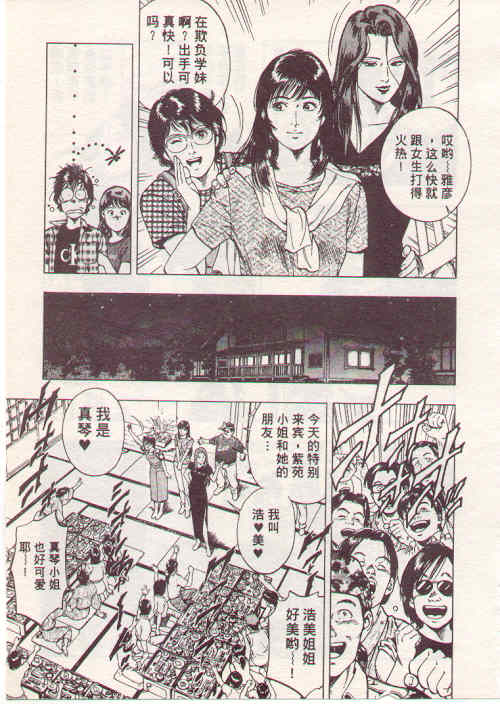 哎哟~雅彦
，这么快就
跟女生打得
火热！
在欺负学妹
啊？出手可
真快！可以
吗？
今天的特别
来宾，紫苑
小姐和她的
朋友…
我叫
浩♥美♥
我是
真琴♥
浩美姐姐
好美哟~~！
真琴小姐
也好可爱
耶~~！